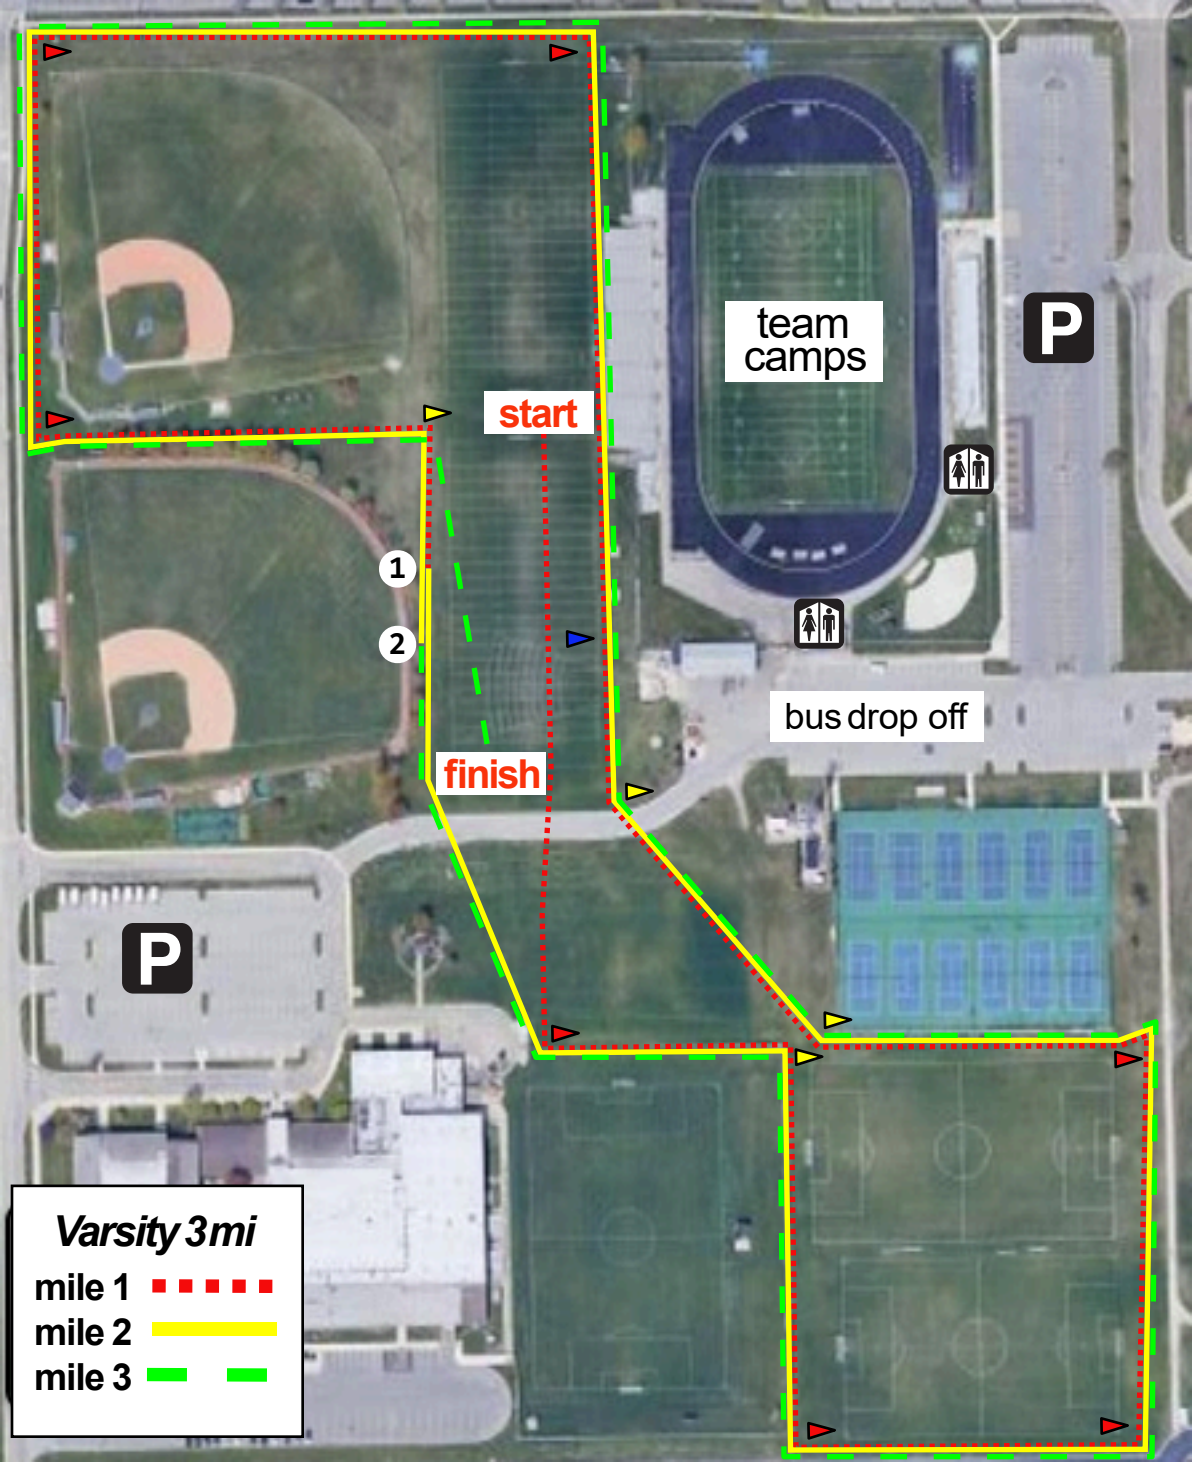 team
camps
P
start
1
2
bus drop off
finish
P
Varsity 3mi
mile 1
mile 2
mile 3